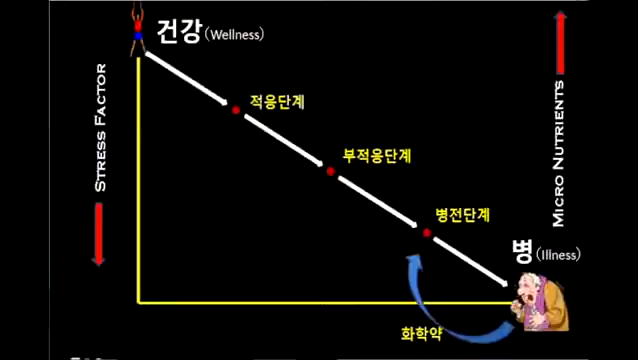 건강(Wellness)
STRESS FACTOR
적응단계
부적응단계
병전단계
병(Illness)
MICRO NUTRIENTS
화학약